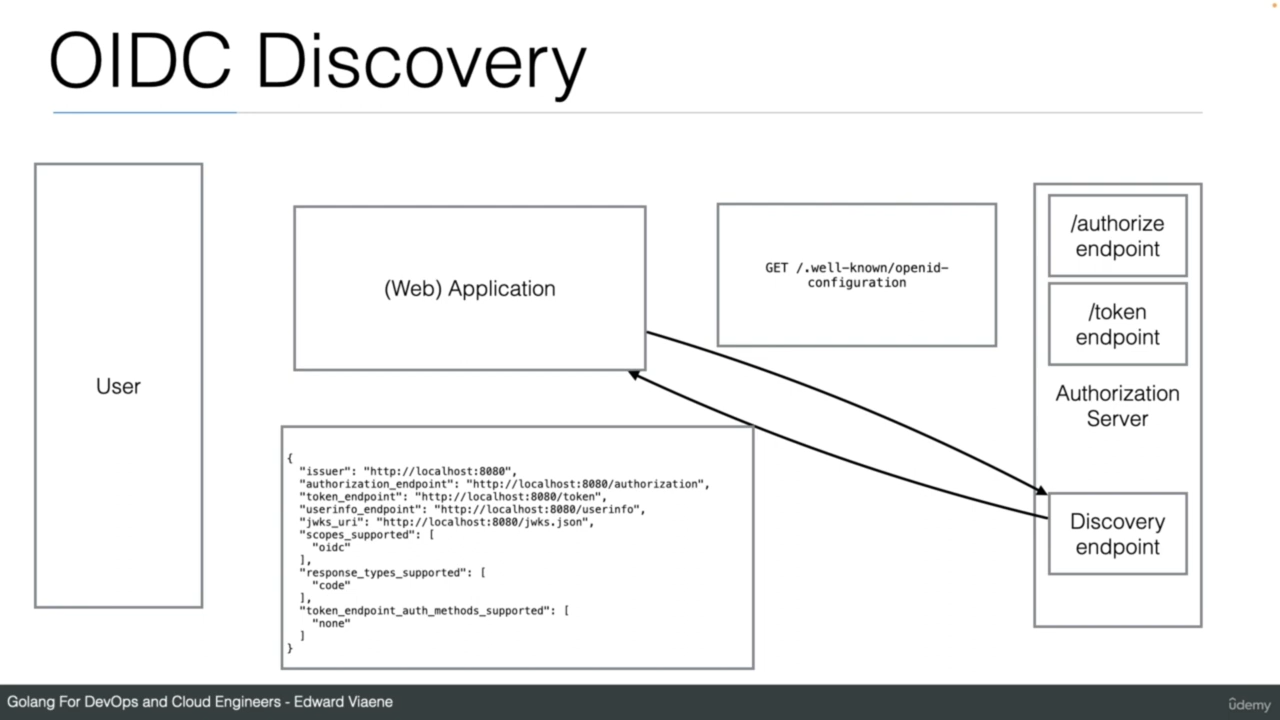 OIDC Discovery
User
(Web) Application
GET /.well-known/openid-
configuration
/authorize
endpoint
/token
endpoint
Authorization
Server
Discovery
endpoint
{
"issuer": "http://localhost:8080",
"authorization_endpoint": "http://localhost:8080/authorization",
"token_endpoint": "http://localhost:8080/token",
"userinfo_endpoint": "http://localhost:8080/userinfo",
"jwks_uri": "http://localhost:8080/jwks.json",
"scopes_supported": [
"oidc"
],
"response_types_supported": [
"code"
],
"token_endpoint_auth_methods_supported": [
"none"
]
}
Golang For DevOps and Cloud Engineers - Edward Viaene
ûdemy